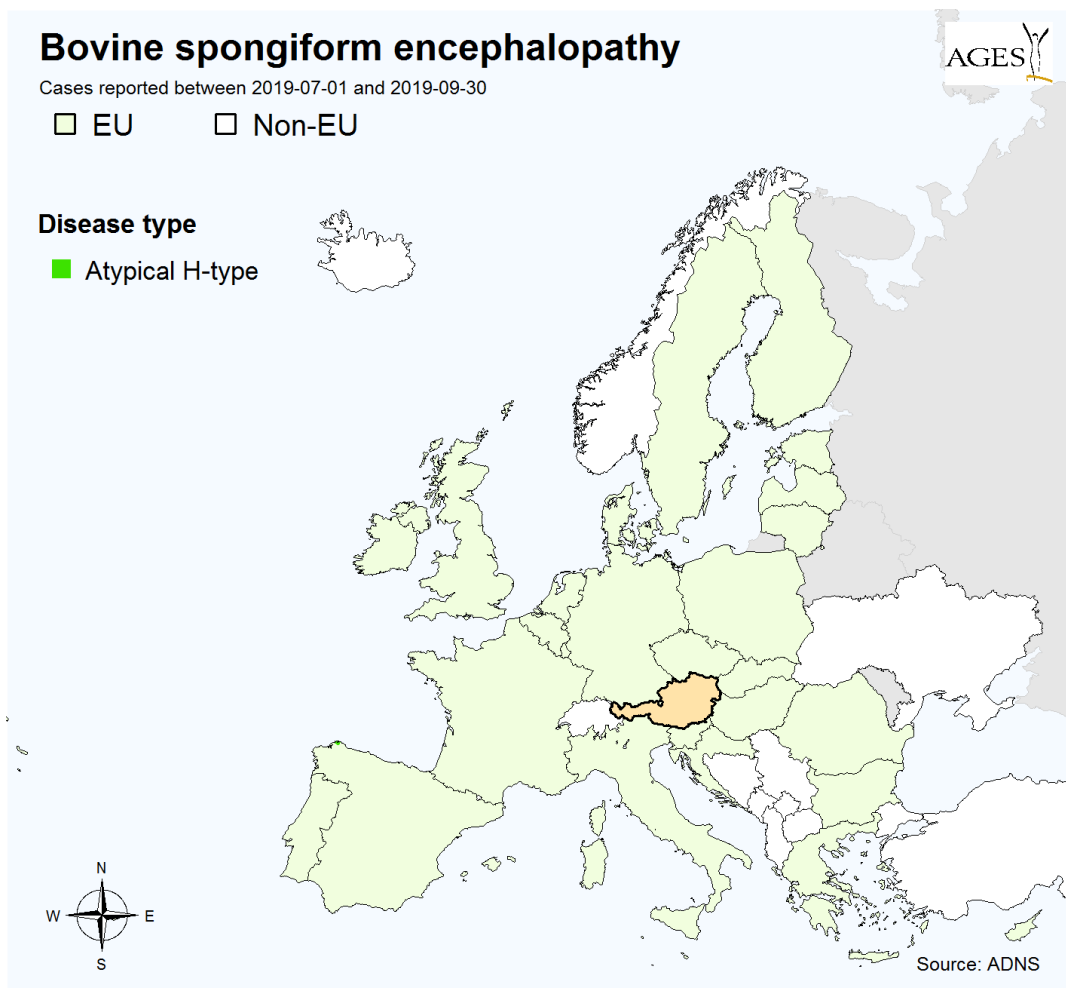 Bovine spongiform encephalopathy
Cases reported between 2019-07-01 and 2019-09-30
EU
Non-EU
AGES
Disease type
Atypical H-type
N
W
E
S
Source: ADNS